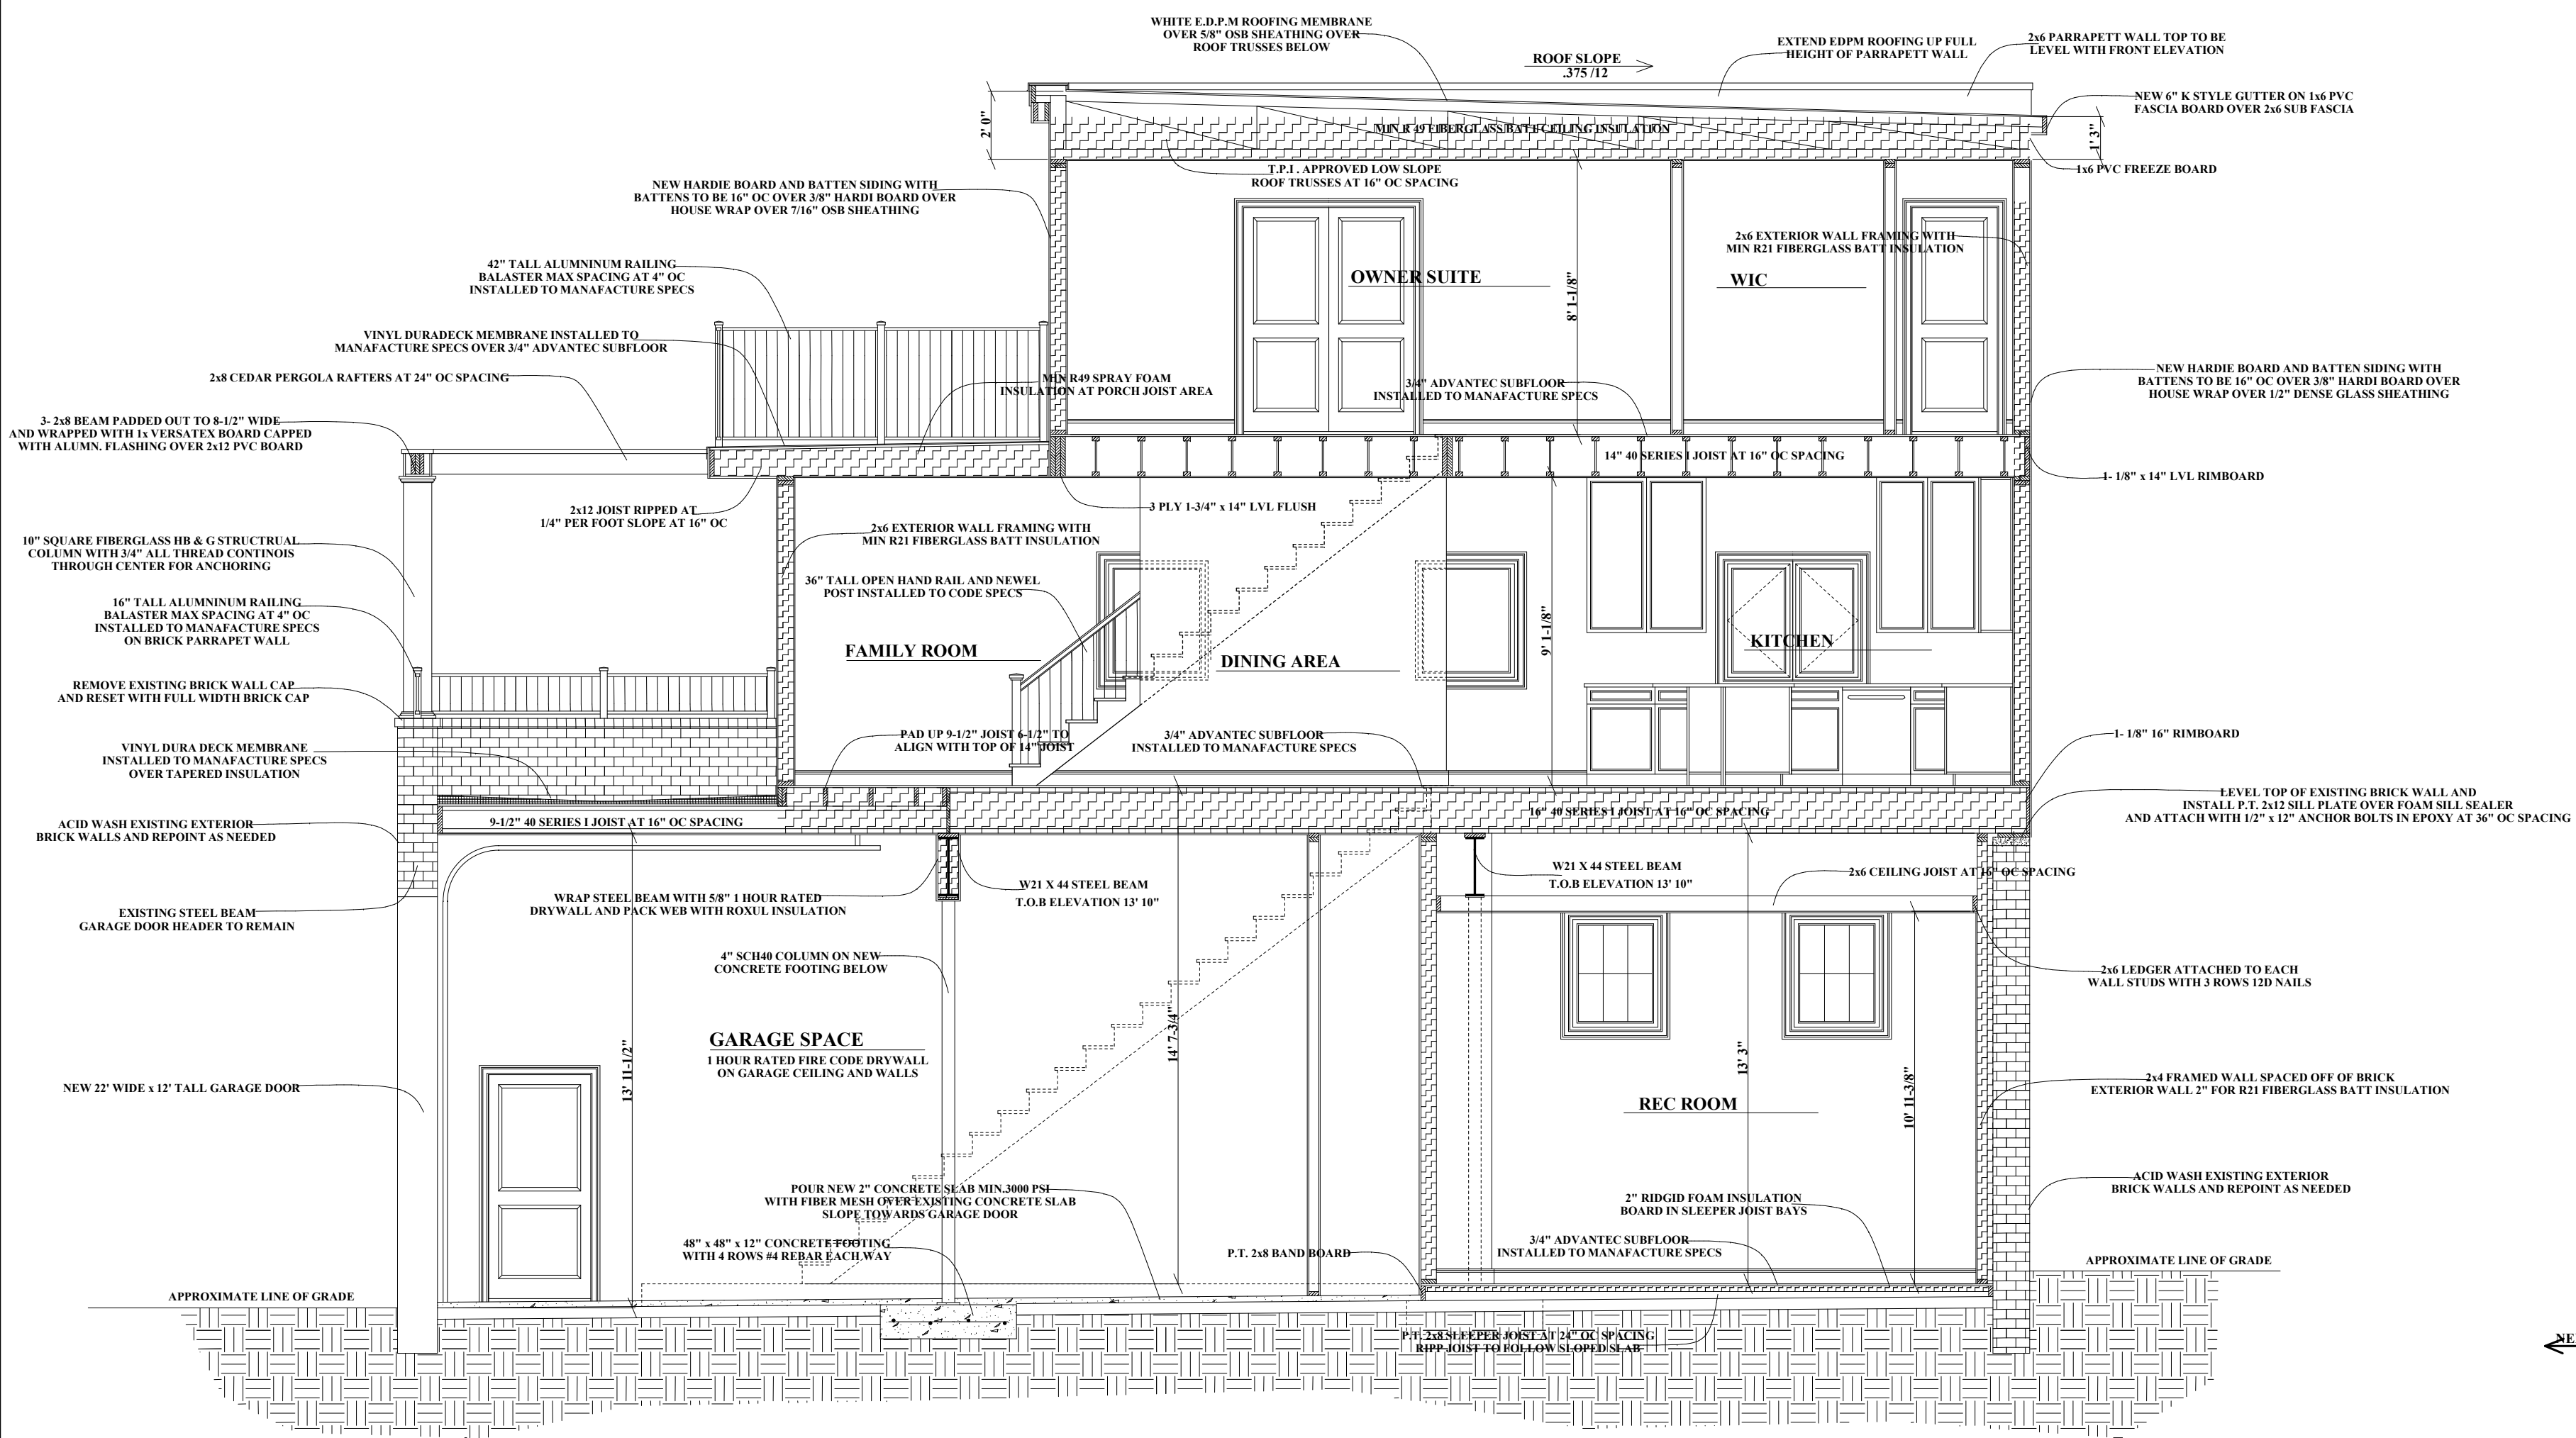 WHITE E.D.P.M ROOFING MEMBRANE
OVER 5/8" OSB SHEATHING OVER
ROOF TRUSSES BELOW
ROOF SLOPE
.375 /12
EXTEND EDPM ROOFING UP FULL
HEIGHT OF PARRAPETT WALL
2x6 PARRAPETT WALL TOP TO BE
LEVEL WITH FRONT ELEVATION
NEW 6" K STYLE GUTTER ON 1x6 PVC
FASCIA BOARD OVER 2x6 SUB FASCIA
2' 0"
1' 3"
MIN R 49 FIBERGLASS BATT CEILING INSULATION
T.P.I . APPROVED LOW SLOPE
ROOF TRUSSES AT 16" OC SPACING
1x6 PVC FREEZE BOARD
NEW HARDIE BOARD AND BATTEN SIDING WITH
BATTENS TO BE 16" OC OVER 3/8" HARDI BOARD OVER
HOUSE WRAP OVER 7/16" OSB SHEATHING
2x6 EXTERIOR WALL FRAMING WITH
MIN R21 FIBERGLASS BATT INSULATION
42" TALL ALUMNINUM RAILING
BALASTER MAX SPACING AT 4" OC
INSTALLED TO MANAFACTURE SPECS
OWNER SUITE
WIC
8' 1-1/8"
VINYL DURADECK MEMBRANE INSTALLED TO
MANAFACTURE SPECS OVER 3/4" ADVANTEC SUBFLOOR
2x8 CEDAR PERGOLA RAFTERS AT 24" OC SPACING
MIN R49 SPRAY FOAM
INSULATION AT PORCH JOIST AREA
3/4" ADVANTEC SUBFLOOR
INSTALLED TO MANAFACTURE SPECS
NEW HARDIE BOARD AND BATTEN SIDING WITH
BATTENS TO BE 16" OC OVER 3/8" HARDI BOARD OVER
HOUSE WRAP OVER 1/2" DENSE GLASS SHEATHING
3- 2x8 BEAM PADDED OUT TO 8-1/2" WIDE
AND WRAPPED WITH 1x VERSATEX BOARD CAPPED
WITH ALUMN. FLASHING OVER 2x12 PVC BOARD
14" 40 SERIES I JOIST AT 16" OC SPACING
1- 1/8" x 14" LVL RIMBOARD
2x12 JOIST RIPPED AT
1/4" PER FOOT SLOPE AT 16" OC
3 PLY 1-3/4" x 14" LVL FLUSH
2x6 EXTERIOR WALL FRAMING WITH
MIN R21 FIBERGLASS BATT INSULATION
10" SQUARE FIBERGLASS HB & G STRUCTRUAL
COLUMN WITH 3/4" ALL THREAD CONTINOIS
THROUGH CENTER FOR ANCHORING
36" TALL OPEN HAND RAIL AND NEWEL
POST INSTALLED TO CODE SPECS
16" TALL ALUMNINUM RAILING
BALASTER MAX SPACING AT 4" OC
INSTALLED TO MANAFACTURE SPECS
ON BRICK PARRAPET WALL
FAMILY ROOM
DINING AREA
9' 1-1/8"
KITCHEN
REMOVE EXISTING BRICK WALL CAP
AND RESET WITH FULL WIDTH BRICK CAP
PAD UP 9-1/2" JOIST 6-1/2" TO
ALIGN WITH TOP OF 14" JOIST
3/4" ADVANTEC SUBFLOOR
INSTALLED TO MANAFACTURE SPECS
1- 1/8" 16" RIMBOARD
VINYL DURA DECK MEMBRANE
INSTALLED TO MANAFACTURE SPECS
OVER TAPERED INSULATION
LEVEL TOP OF EXISTING BRICK WALL AND
INSTALL P.T. 2x12 SILL PLATE OVER FOAM SILL SEALER
AND ATTACH WITH 1/2" x 12" ANCHOR BOLTS IN EPOXY AT 36" OC SPACING
9-1/2" 40 SERIES I JOIST AT 16" OC SPACING
16" 40 SERIES I JOIST AT 16" OC SPACING
ACID WASH EXISTING EXTERIOR
BRICK WALLS AND REPOINT AS NEEDED
WRAP STEEL BEAM WITH 5/8" 1 HOUR RATED
DRYWALL AND PACK WEB WITH ROXUL INSULATION
W21 X 44 STEEL BEAM
T.O.B ELEVATION 13' 10"
W21 X 44 STEEL BEAM
T.O.B ELEVATION 13' 10"
2x6 CEILING JOIST AT 16" OC SPACING
EXISTING STEEL BEAM
GARAGE DOOR HEADER TO REMAIN
4" SCH40 COLUMN ON NEW
CONCRETE FOOTING BELOW
2x6 LEDGER ATTACHED TO EACH
WALL STUDS WITH 3 ROWS 12D NAILS
GARAGE SPACE
1 HOUR RATED FIRE CODE DRYWALL
ON GARAGE CEILING AND WALLS
13' 11-1/2"
14' 7-3/4"
13' 3"
10' 11-3/8"
REC ROOM
NEW 22' WIDE x 12' TALL GARAGE DOOR
2x4 FRAMED WALL SPACED OFF OF BRICK
EXTERIOR WALL 2" FOR R21 FIBERGLASS BATT INSULATION
POUR NEW 2" CONCRETE SLAB MIN.3000 PSI
WITH FIBER MESH OVER EXISTING CONCRETE SLAB
SLOPE TOWARDS GARAGE DOOR
2" RIDGID FOAM INSULATION
BOARD IN SLEEPER JOIST BAYS
ACID WASH EXISTING EXTERIOR
BRICK WALLS AND REPOINT AS NEEDED
48" x 48" x 12" CONCRETE FOOTING
WITH 4 ROWS #4 REBAR EACH WAY
P.T. 2x8 BAND BOARD
3/4" ADVANTEC SUBFLOOR
INSTALLED TO MANAFACTURE SPECS
APPROXIMATE LINE OF GRADE
APPROXIMATE LINE OF GRADE
P.T. 2x8 SLEEPER JOIST AT 24" OC SPACING
RIPP JOIST TO FOLLOW SLOPED SLAB
NE